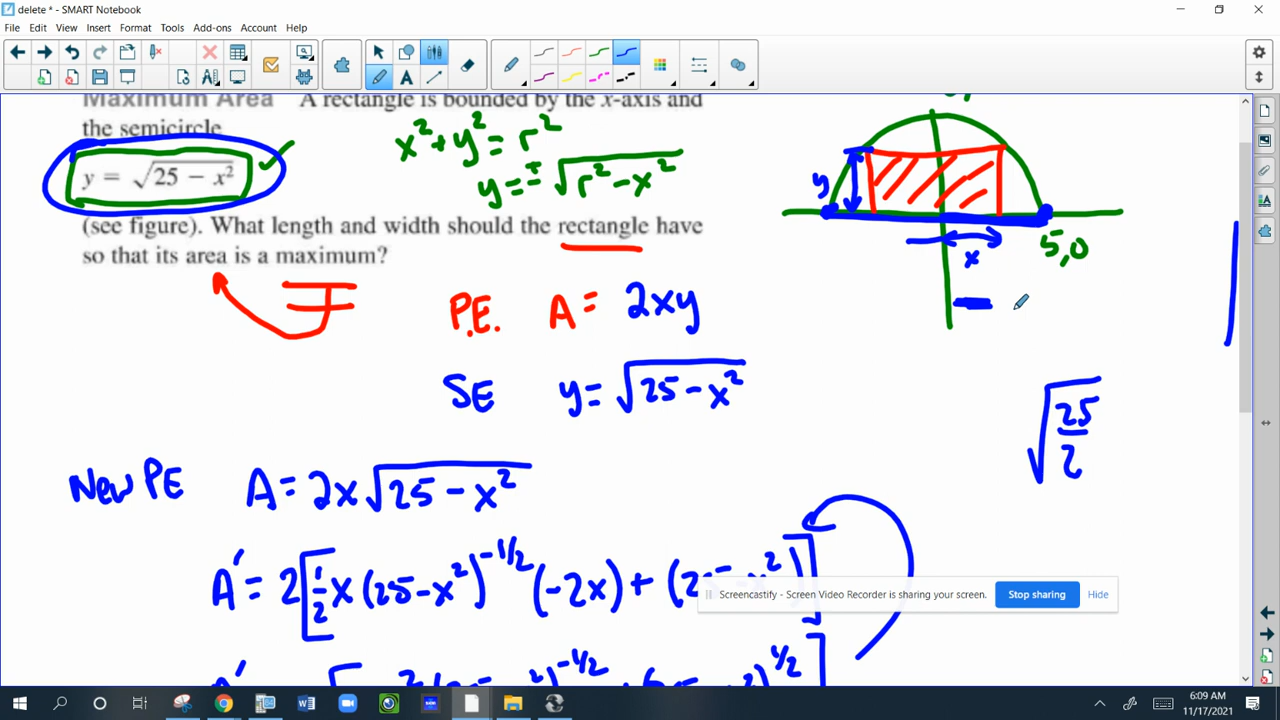 delete * - SMART Notebook
File Edit View Insert Format Tools Add-ons Account Help
Maximum Area A rectangle is bounded by the x-axis and
the semicircle
y = √25 − x²
(see figure). What length and width should the rectangle have
so that its area is a maximum?
x² + y² = r²
y = ± √r² − x²
y
x
5,0
P.E. A = 2xy
SE y = √25 − x²
√25/2
New PE A = 2x√25 − x²
A' = 2[½x(25−x²)^−1/2 (−2x) + (25−x²)
Screencastify - Screen Video Recorder is sharing your screen. Stop sharing Hide
A'
6:09 AM
11/17/2021